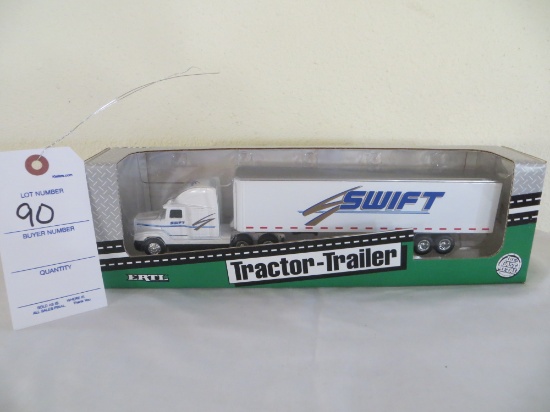 LOT NUMBER
90
BUYER NUMBER
QUANTITY
SWIFT
SWIFT
ERTL
Tractor-Trailer